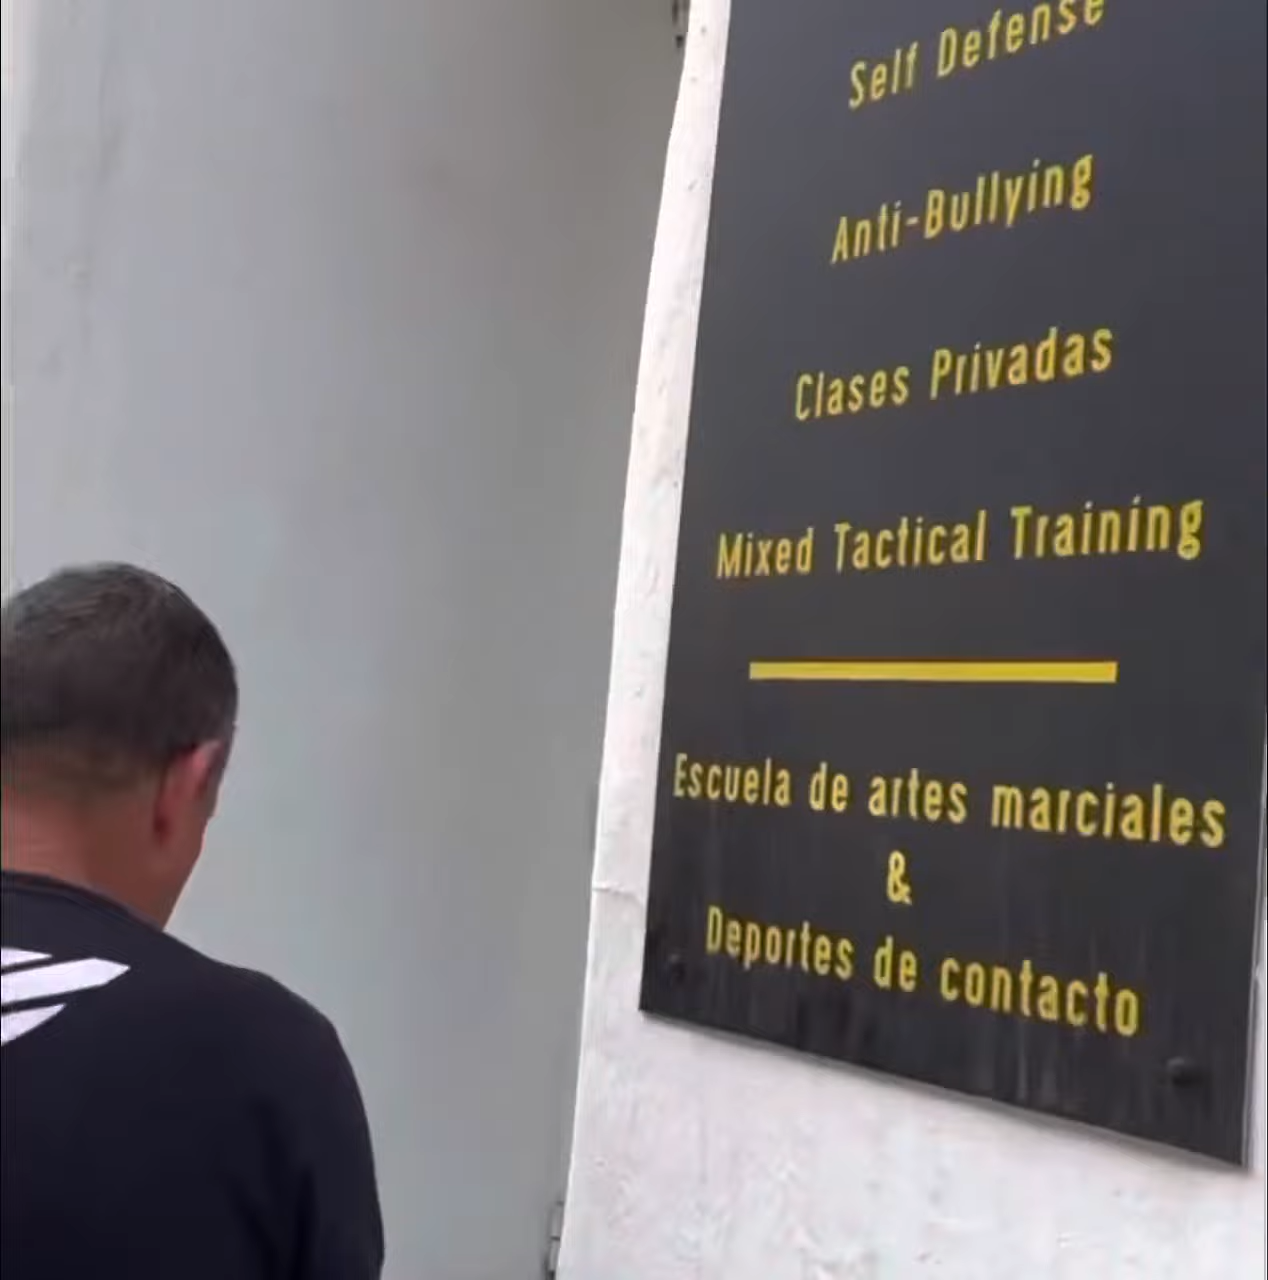 Self Defense
Anti-Bullying
Clases Privadas
Mixed Tactical Training
Escuela de artes marciales
&
Deportes de contacto